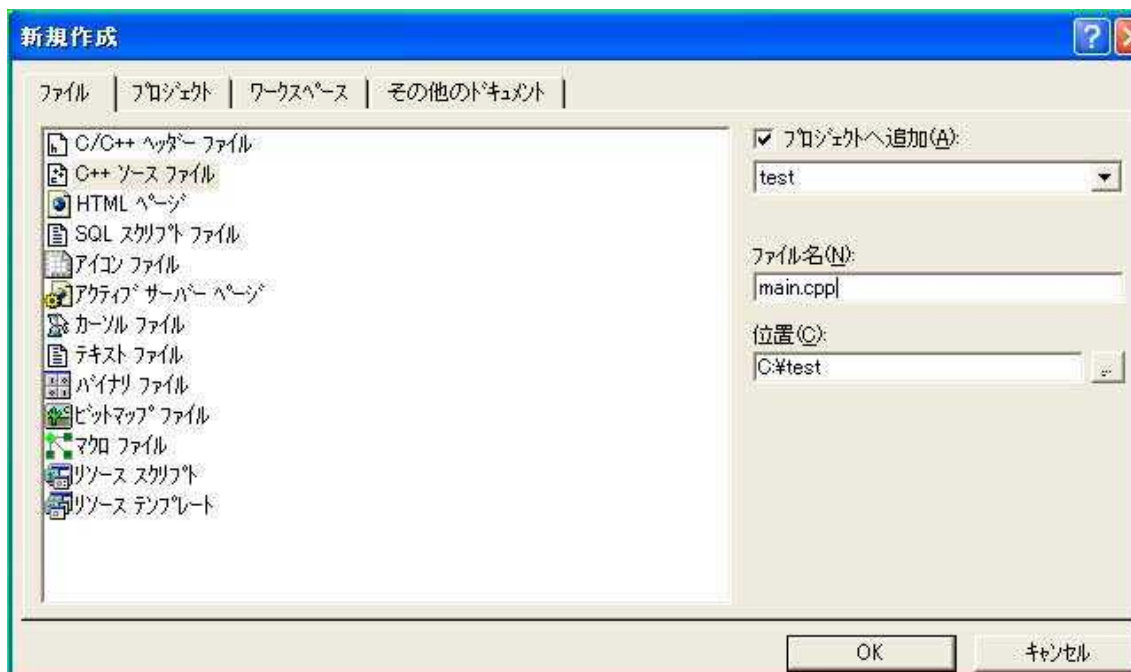 新規作成
ファイル プロジェクト ワークスペース その他のドキュメント
C/C++ ヘッダー ファイル
C++ ソース ファイル
HTML ページ
SQL スクリプト ファイル
アイコン ファイル
アクティブ サーバー ページ
カーソル ファイル
テキスト ファイル
バイナリ ファイル
ビットマップ ファイル
マクロ ファイル
リソース スクリプト
リソース テンプレート
プロジェクトへ追加(A):
test
ファイル名(N):
main.cpp
位置(C):
C:¥test
...
OK キャンセル